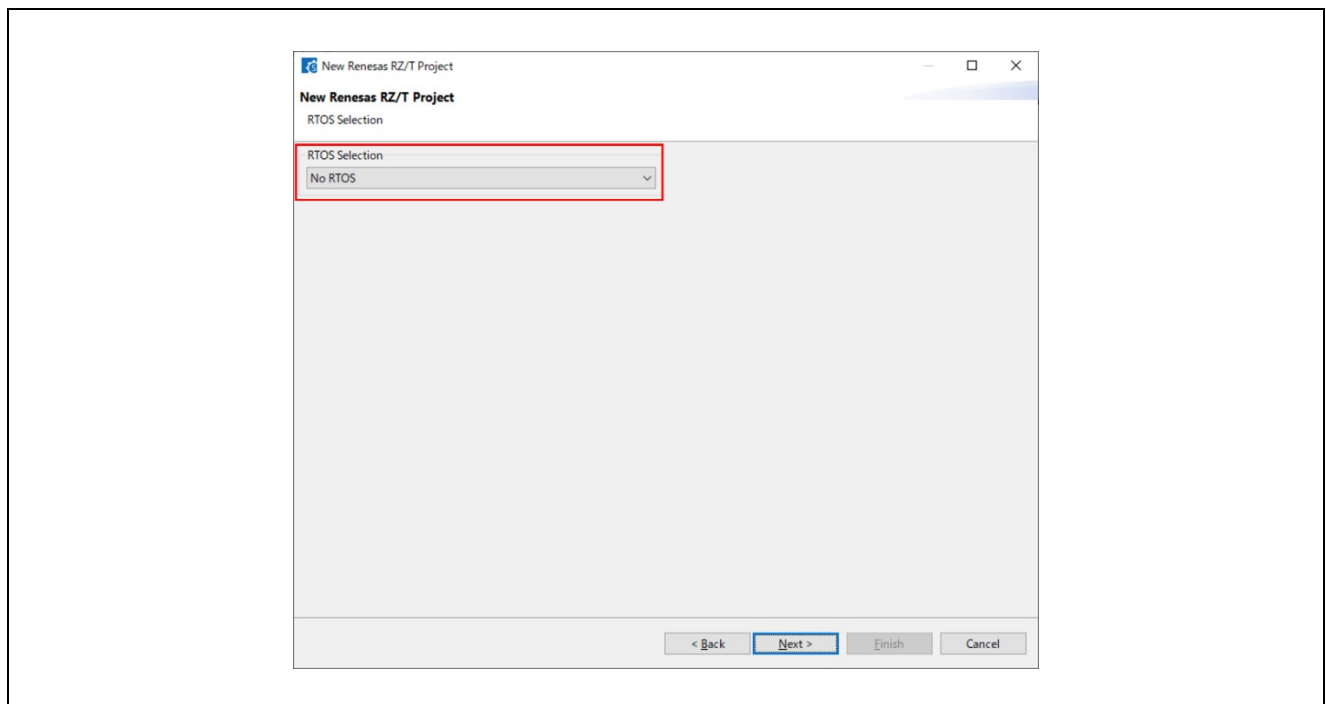 New Renesas RZ/T Project
New Renesas RZ/T Project
RTOS Selection
RTOS Selection
No RTOS
< Back Next > Finish Cancel